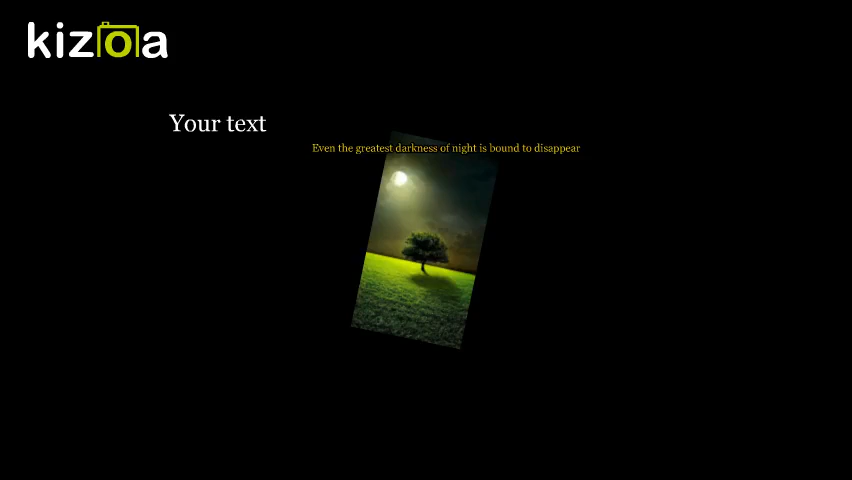 kizoa
Your text
Even the greatest darkness of night is bound to disappear